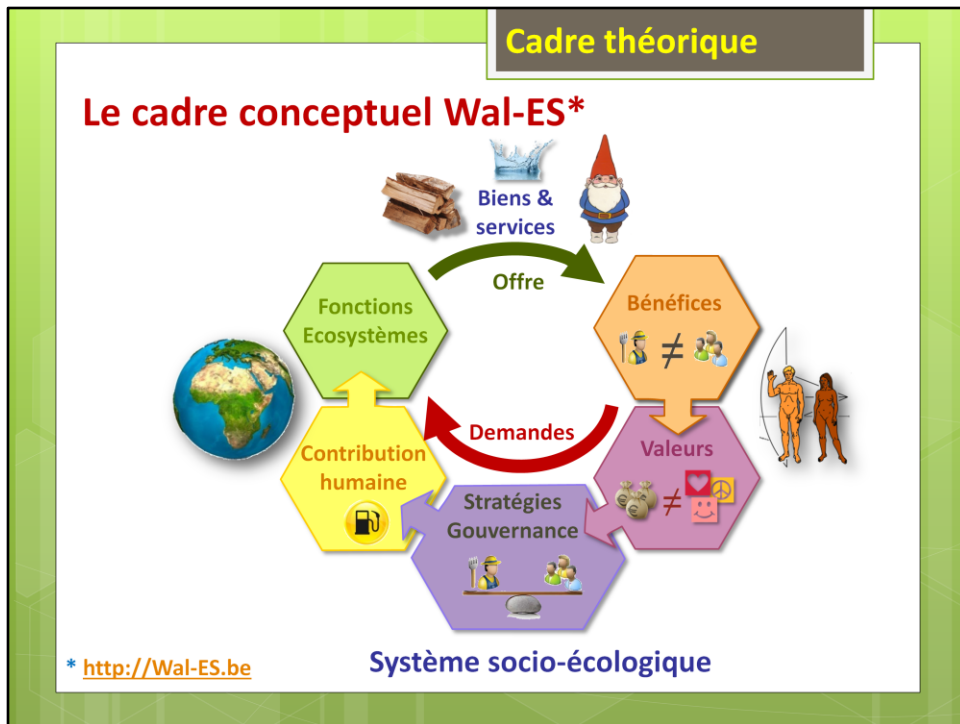 Cadre théorique
Le cadre conceptuel Wal-ES*
Biens &
services
Offre
Fonctions
Ecosystèmes
Bénéfices
≠
Demandes
Contribution
humaine
Valeurs
≠
Stratégies
Gouvernance
* http://Wal-ES.be
Système socio-écologique